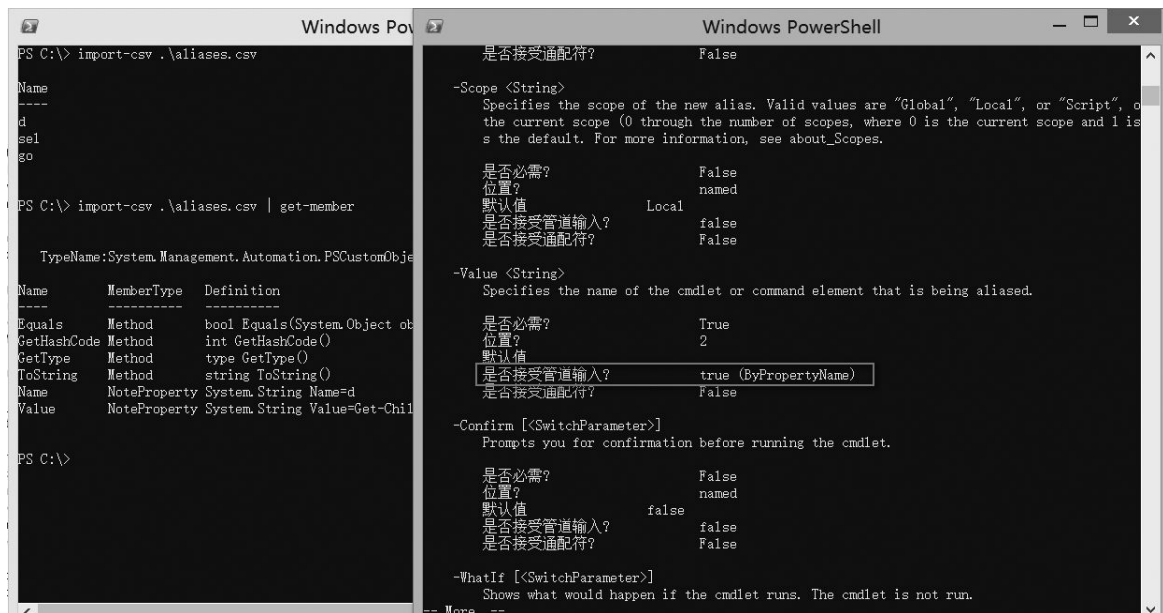 Windows Pow
PS C:\> import-csv .\aliases.csv
Name
----
d
sel
go
PS C:\> import-csv .\aliases.csv | get-member
TypeName:System.Management.Automation.PSCustomObje
Name MemberType Definition
---- ---------- ----------
Equals Method bool Equals(System.Object ob
GetHashCode Method int GetHashCode()
GetType Method type GetType()
ToString Method string ToString()
Name NoteProperty System.String Name=d
Value NoteProperty System.String Value=Get-Chil
PS C:\>
Windows PowerShell
是否接受通配符? False
-Scope <String>
Specifies the scope of the new alias. Valid values are "Global", "Local", or "Script", o
the current scope (0 through the number of scopes, where 0 is the current scope and 1 is
s the default. For more information, see about_Scopes.
是否必需? False
位置? named
默认值 Local
是否接受管道输入? false
是否接受通配符? False
-Value <String>
Specifies the name of the cmdlet or command element that is being aliased.
是否必需? True
位置? 2
默认值
是否接受管道输入? true (ByPropertyName)
是否接受通配符? False
-Confirm [<SwitchParameter>]
Prompts you for confirmation before running the cmdlet.
是否必需? False
位置? named
默认值 false
是否接受管道输入? false
是否接受通配符? False
-WhatIf [<SwitchParameter>]
Shows what would happen if the cmdlet runs. The cmdlet is not run.
-- More --